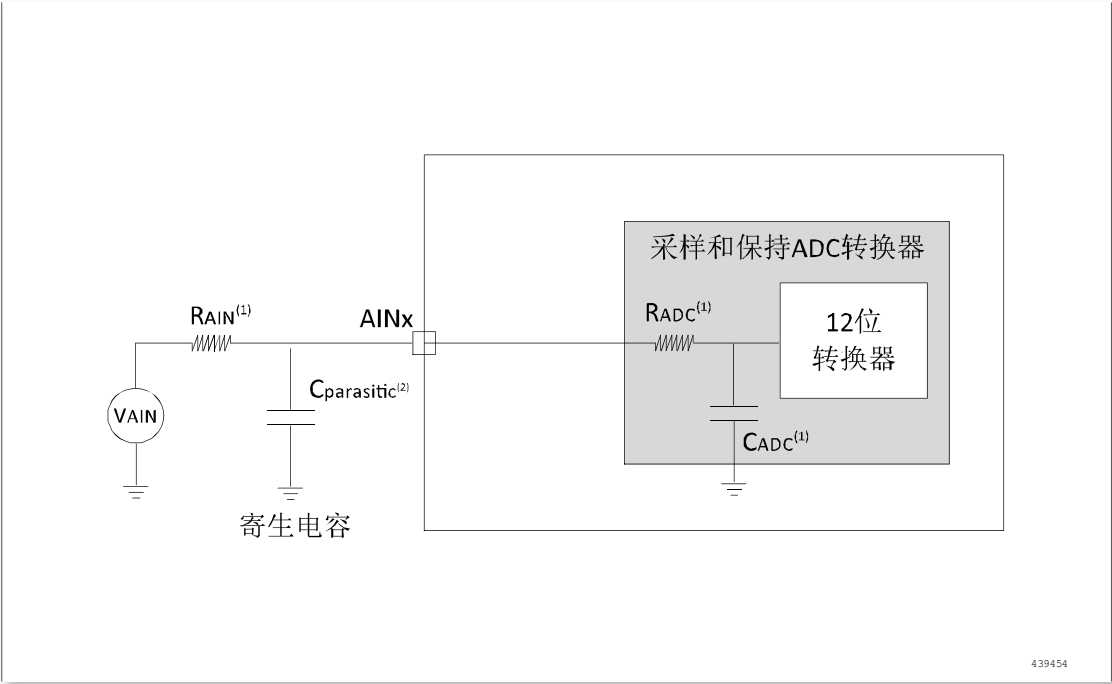 采样和保持ADC转换器
RAIN(1)
AINx
RADC(1)
12位
转换器
Cparasitic(2)
VAIN
CADC(1)
寄生电容
439454